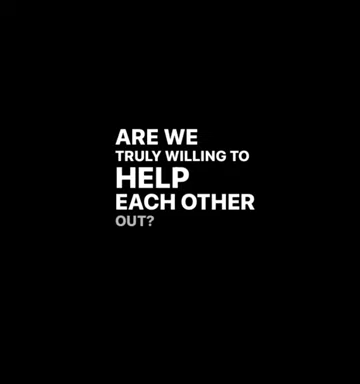 ARE WE
TRULY WILLING TO
HELP
EACH OTHER
OUT?